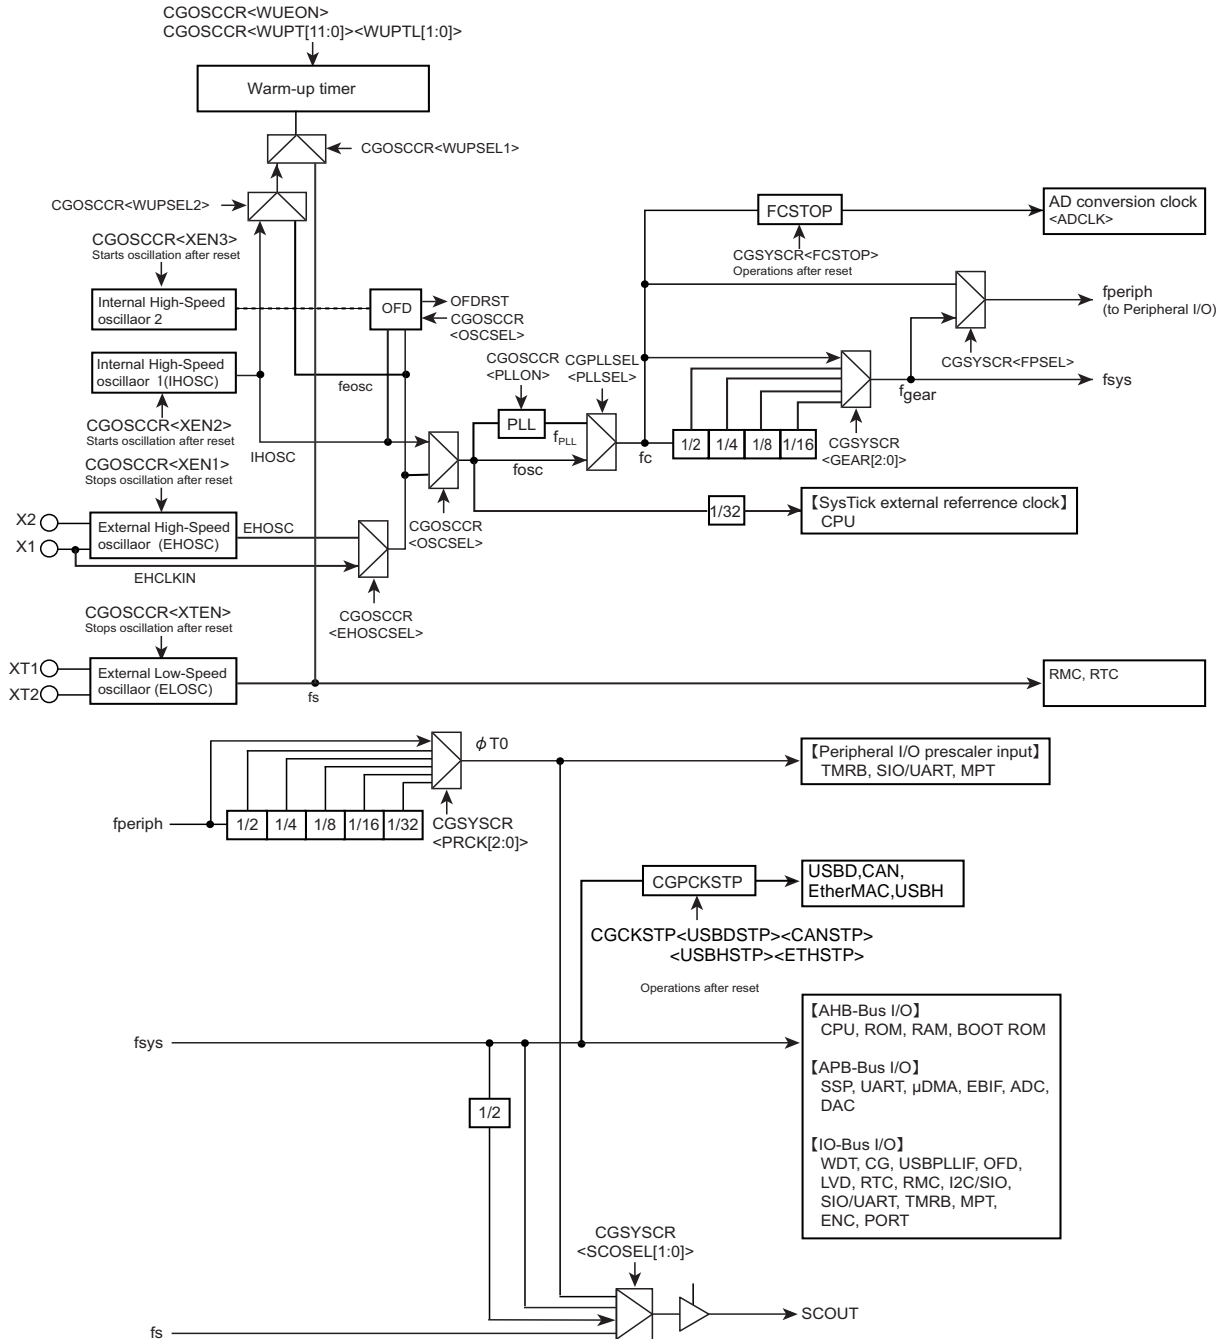 CGOSCCR<WUEON>
CGOSCCR<WUPT[11:0]><WUPTL[1:0]>
Warm-up timer
CGOSCCR<WUPSEL1>
CGOSCCR<WUPSEL2>
CGOSCCR<XEN3>
Starts oscillation after reset
Internal High-Speed
oscillaor 2
OFD
OFDRST
CGOSCCR
<OSCSEL>
FCSTOP
CGSYSCR<FCSTOP>
Operations after reset
AD conversion clock
<ADCLK>
fperiph
(to Peripheral I/O)
CGSYSCR<FPSEL>
fsys
Internal High-Speed
oscillaor 1(IHOSC)
feosc
CGOSCCR
<PLLON>
CGPLLSEL
<PLLSEL>
PLL
fPLL
fosc
fc
1/2
1/4
1/8
1/16
fgear
CGSYSCR
<GEAR[2:0]>
CGOSCCR<XEN2>
Starts oscillation after reset
IHOSC
CGOSCCR<XEN1>
Stops oscillation after reset
X2
X1
External High-Speed
oscillaor (EHOSC)
EHOSC
EHCLKIN
CGOSCCR
<OSCSEL>
CGOSCCR
<EHOSCSEL>
1/32
【SysTick external referrence clock】
CPU
CGOSCCR<XTEN>
Stops oscillation after reset
XT1
XT2
External Low-Speed
oscillaor (ELOSC)
fs
RMC, RTC
ϕT0
【Peripheral I/O prescaler input】
TMRB, SIO/UART, MPT
fperiph
1/2
1/4
1/8
1/16
1/32
CGSYSCR
<PRCK[2:0]>
CGPCKSTP
USBD,CAN,
EtherMAC,USBH
CGCKSTP<USBDSTP><CANSTP>
<USBHSTP><ETHSTP>
Operations after reset
fsys
1/2
【AHB-Bus I/O】
CPU, ROM, RAM, BOOT ROM
【APB-Bus I/O】
SSP, UART, µDMA, EBIF, ADC,
DAC
【IO-Bus I/O】
WDT, CG, USBPLLIF, OFD,
LVD, RTC, RMC, I2C/SIO,
SIO/UART, TMRB, MPT,
ENC, PORT
CGSYSCR
<SCOSEL[1:0]>
SCOUT
fs